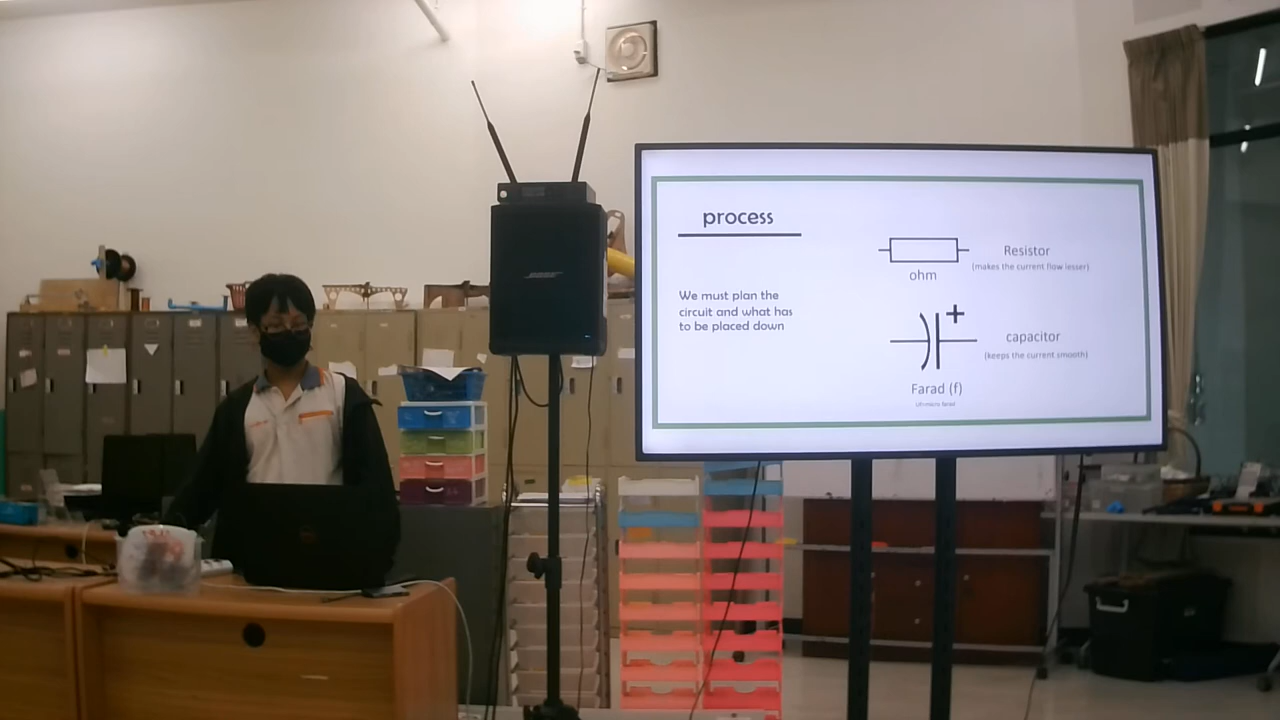 process
We must plan the
circuit and what has
to be placed down
Resistor
(makes the current flow lesser)
ohm
+
capacitor
(keeps the current smooth)
Farad (f)
BOSE